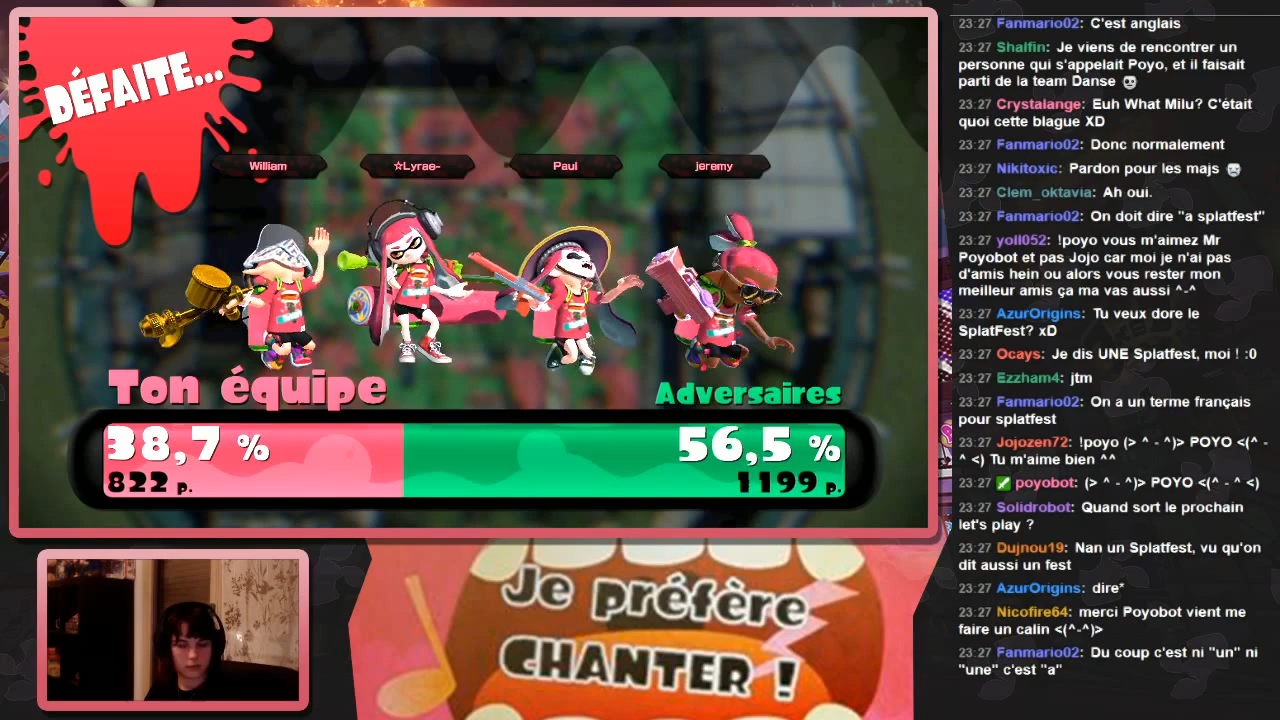 DÉFAITE...
William
☆Lyrae-
Paul
jeremy
Ton équipe
Adversaires
38,7 %
56,5 %
822 p.
1199 p.
Je préfère
CHANTER !
23:27 Fanmario02: C'est anglais
23:27 Shalfin: Je viens de rencontrer un
personne qui s'appelait Poyo, et il faisait
parti de la team Danse
23:27 Crystalange: Euh What Milu? C'était
quoi cette blague XD
23:27 Fanmario02: Donc normalement
23:27 Nikitoxic: Pardon pour les majs
23:27 Clem_oktavia: Ah oui.
23:27 Fanmario02: On doit dire "a splatfest"
23:27 yoll052: !poyo vous m'aimez Mr
Poyobot et pas Jojo car moi je n'ai pas
d'amis hein ou alors vous rester mon
meilleur amis ça ma vas aussi ^-^
23:27 AzurOrigins: Tu veux dore le
SplatFest? xD
23:27 Ocays: Je dis UNE Splatfest, moi ! :0
23:27 Ezzham4: jtm
23:27 Fanmario02: On a un terme français
pour splatfest
23:27 Jojozen72: !poyo (> ^ - ^)> POYO <(^ -
^ <) Tu m'aime bien ^^
23:27 poyobot: (> ^ - ^)> POYO <(^ - ^ <)
23:27 Solidrobot: Quand sort le prochain
let's play ?
23:27 Dujnou19: Nan un Splatfest, vu qu'on
dit aussi un fest
23:27 AzurOrigins: dire*
23:27 Nicofire64: merci Poyobot vient me
faire un calin <(^-^)>
23:27 Fanmario02: Du coup c'est ni "un" ni
"une" c'est "a"